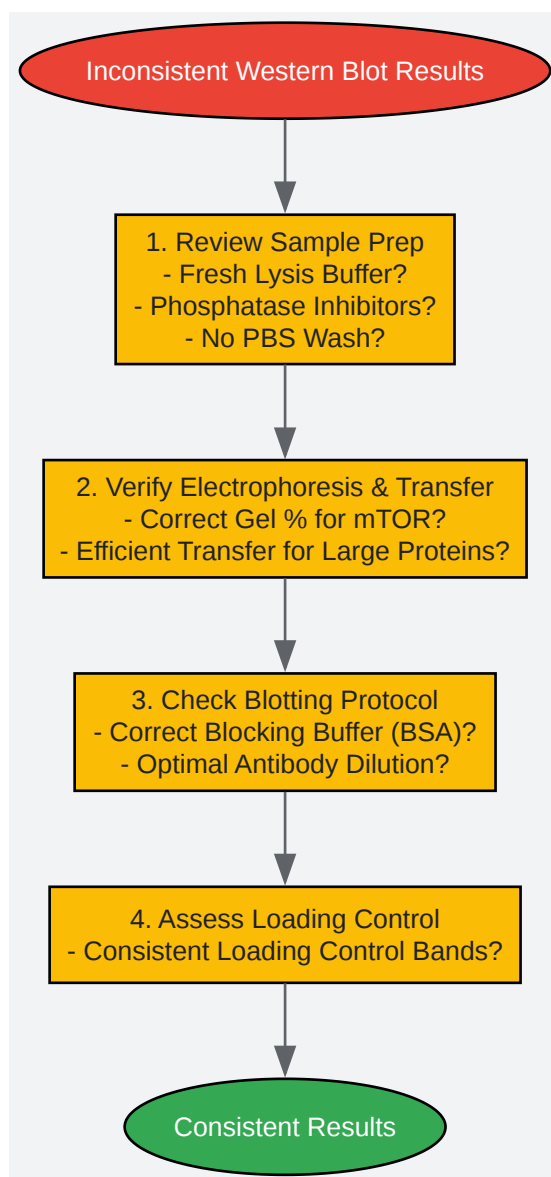 Inconsistent Western Blot Results
1. Review Sample Prep
- Fresh Lysis Buffer?
- Phosphatase Inhibitors?
- No PBS Wash?
2. Verify Electrophoresis & Transfer
- Correct Gel % for mTOR?
- Efficient Transfer for Large Proteins?
3. Check Blotting Protocol
- Correct Blocking Buffer (BSA)?
- Optimal Antibody Dilution?
4. Assess Loading Control
- Consistent Loading Control Bands?
Consistent Results